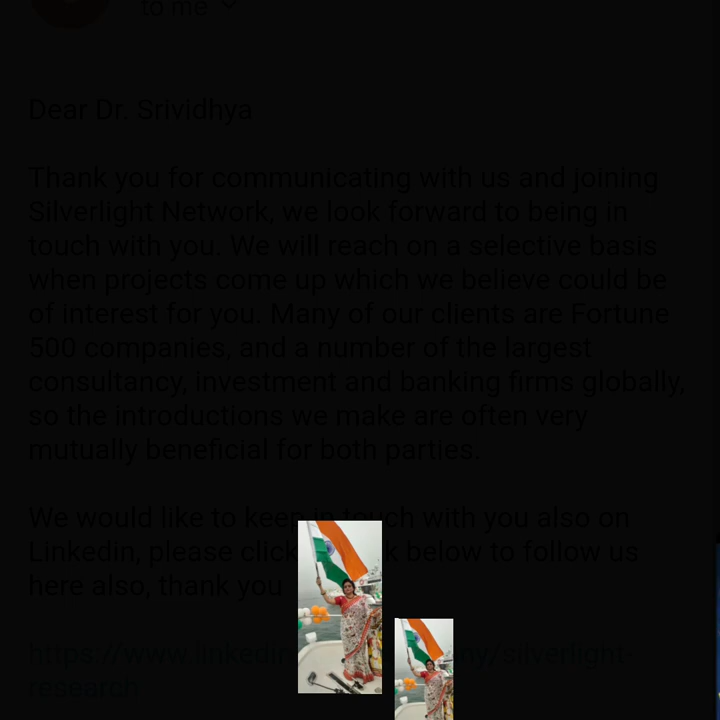 to me
Dear Dr. Srividhya
Thank you for communicating with us and joining
Silverlight Network, we look forward to being in
touch with you. We will reach on a selective basis
when projects come up which we believe could be
of interest for you. Many of our clients are Fortune
500 companies, and a number of the largest
consultancy, investment and banking firms globally,
so the introductions we make are often very
mutually beneficial for both parties.
We would like to keep in touch with you also on
Linkedin, please click k below to follow us
here also, thank you
https://www.linkedin ny/silverlight-
research